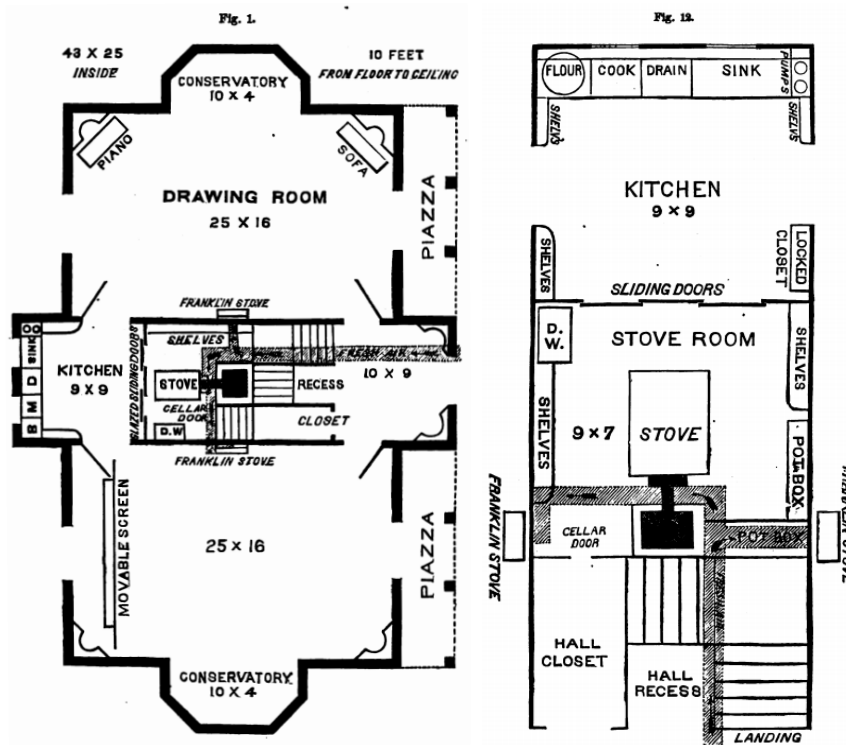 Fig. 1.
43 X 25
INSIDE
10 FEET
FROM FLOOR TO CEILING
CONSERVATORY
10 X 4
PIANO
SOFA
DRAWING ROOM
25 X 16
PIAZZA
FRANKLIN STOVE
SHELVES
FRESH AIR
SINK
D
M
B
KITCHEN
9 X 9
GLAZED SLIDING DOORS
STOVE
RECESS
10 X 9
CELLAR
DOOR
D.W
CLOSET
FRANKLIN STOVE
MOVABLE SCREEN
25 X 16
PIAZZA
CONSERVATORY
10 X 4
Fig. 12.
FLOUR
COOK
DRAIN
SINK
PUMPS
SHELVS
SHELVS
KITCHEN
9 X 9
SHELVES
LOCKED
CLOSET
SLIDING DOORS
D.
W.
STOVE ROOM
SHELVES
SHELVES
9 x 7
STOVE
POT BOX
FRANKLIN STOVE
CELLAR
DOOR
POT BOX
HALL
CLOSET
HALL
RECESS
LANDING